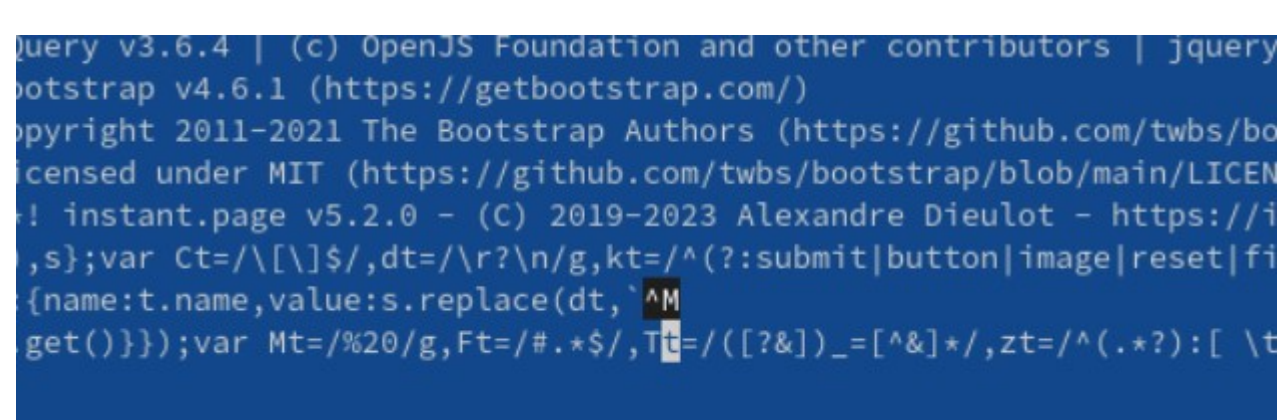 Query v3.6.4 | (c) OpenJS Foundation and other contributors | jquery
ootstrap v4.6.1 (https://getbootstrap.com/)
opyright 2011-2021 The Bootstrap Authors (https://github.com/twbs/bo
icensed under MIT (https://github.com/twbs/bootstrap/blob/main/LICEN
*! instant.page v5.2.0 - (C) 2019-2023 Alexandre Dieulot - https://i
,s};var Ct=/\[\]$/,dt=/\r?\n/g,kt=/^(?:submit|button|image|reset|fi
{name:t.name,value:s.replace(dt,`^M
.get()}});var Mt=/%20/g,Ft=/#.*$/,Tt=/([?&])_=[^&]*/,zt=/^(.*?):[ \t